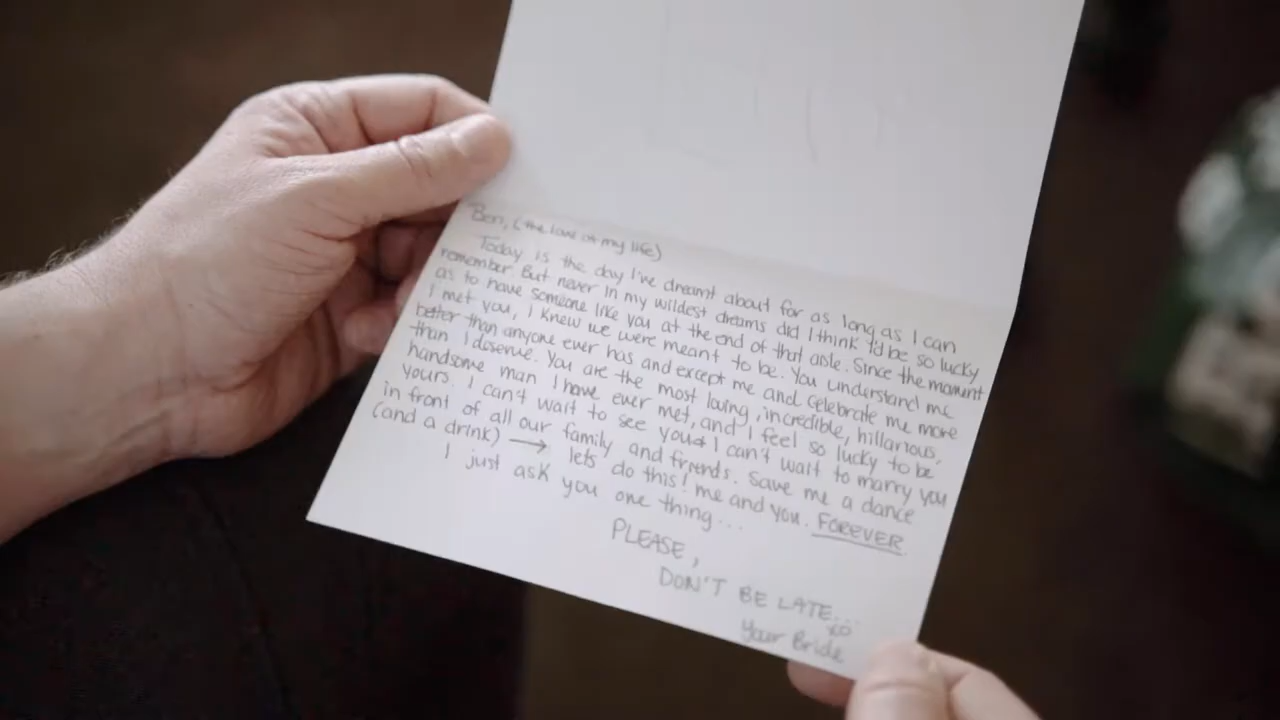 Ben, (the love of my life)
Today is the day I've dreamt about for as long as I can
remember. But never in my wildest dreams did I think I'd be so lucky
as to have someone like you at the end of that aisle. Since the moment
I met you, I knew we were meant to be. You understand me
better than anyone ever has and except me and celebrate me more
than I deserve. You are the most loving, incredible, hillarious,
handsome man I have ever met, and I feel so lucky to be
yours. I can't wait to see you & I can't wait to marry you
in front of all our family and friends. Save me a dance
(and a drink) → lets do this! me and you. FOREVER.
I just ask you one thing...
PLEASE,
DON'T BE LATE.
xo
Your Bride